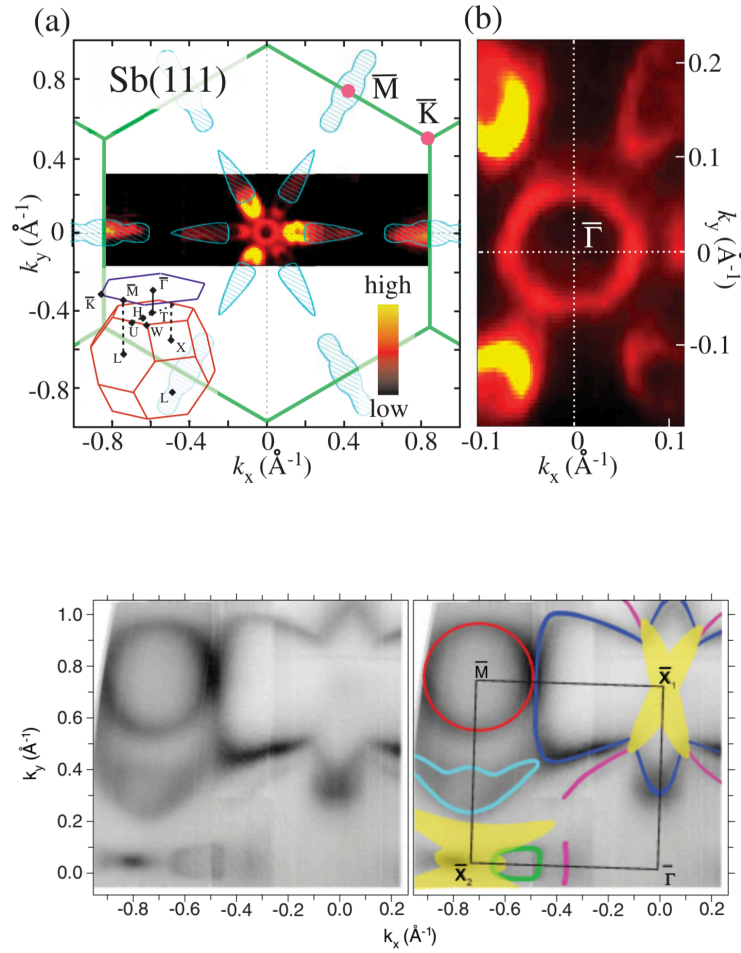 (a)
Sb(111)
M̅
K̅
0.8
0.4
0
-0.4
-0.8
k_y (Å⁻¹)
K̅
M̅
Γ̅
H
T
U
W
L
X
L
high
low
-0.8
-0.4
0
0.4
0.8
k_x (Å⁻¹)
(b)
Γ̅
0.2
0.1
0
-0.1
k_y (Å⁻¹)
-0.1
0
0.1
k_x (Å⁻¹)
1.0
0.8
0.6
0.4
0.2
0.0
k_y (Å⁻¹)
-0.8
-0.6
-0.4
-0.2
0.0
0.2
M̅
X̅₁
X̅₂
Γ̅
-0.8
-0.6
-0.4
-0.2
0.0
0.2
k_x (Å⁻¹)